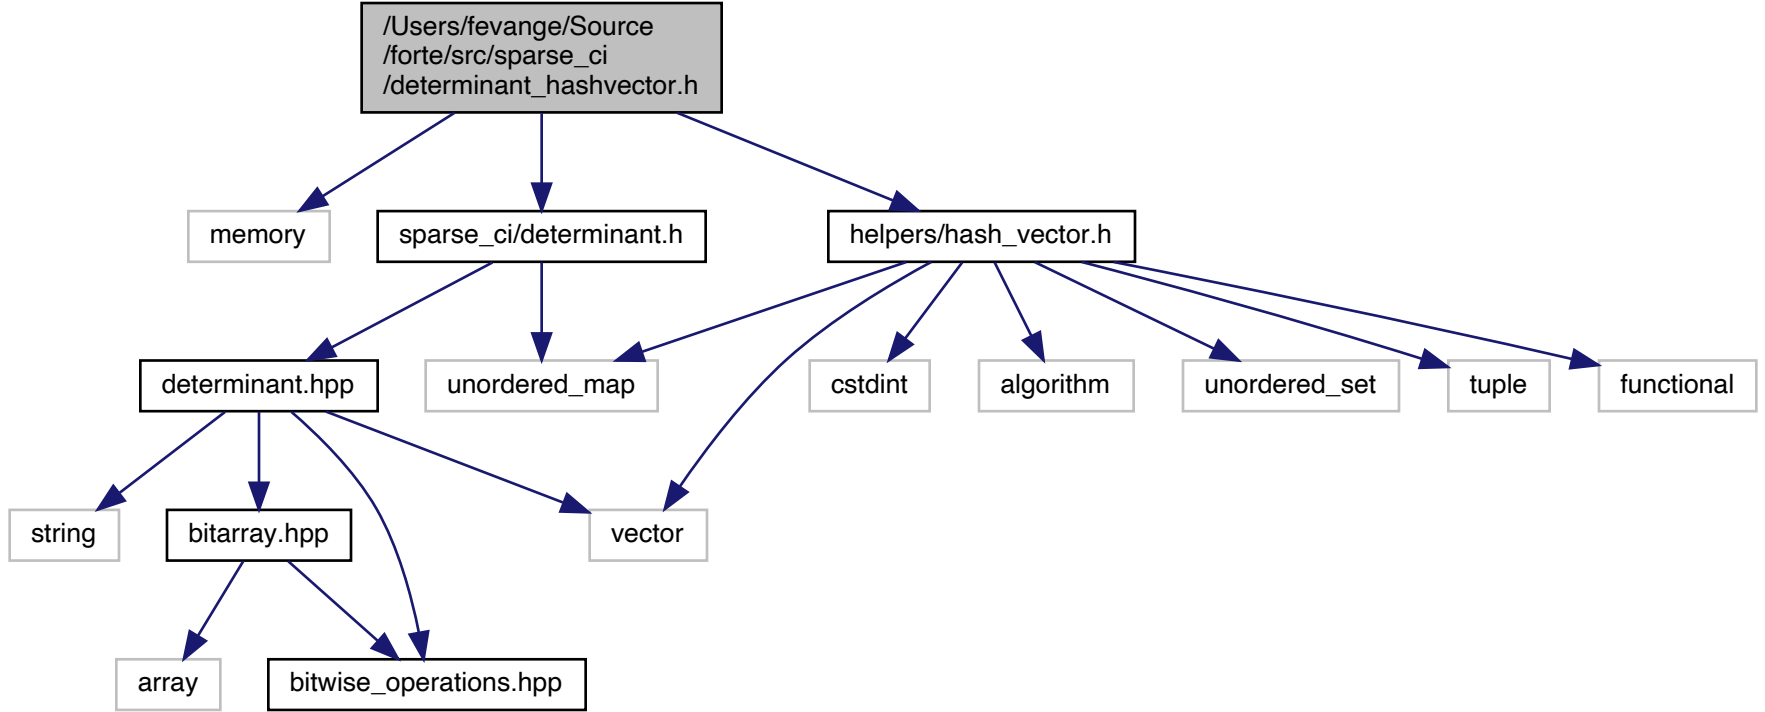 /Users/fevange/Source
/forte/src/sparse_ci
/determinant_hashvector.h
memory
sparse_ci/determinant.h
helpers/hash_vector.h
determinant.hpp
unordered_map
cstdint
algorithm
unordered_set
tuple
functional
string
bitarray.hpp
vector
array
bitwise_operations.hpp